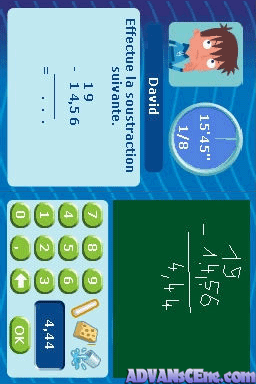 15'45"
1/8
David
Effectue la soustraction
suivante.
19
- 14,56
= . . . .
19
- 14,56
4,44
7 8 9
4 5 6
1 2 3
0 ,
4,44
OK
ADVANsCEne.com